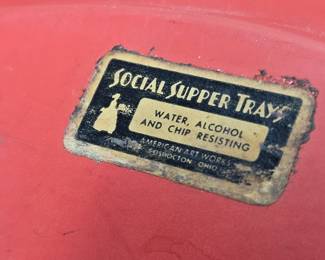 SOCIAL SUPPER TRAYS
WATER, ALCOHOL
AND CHIP RESISTING
AMERICAN ART WORKS
COSHOCTON, OHIO